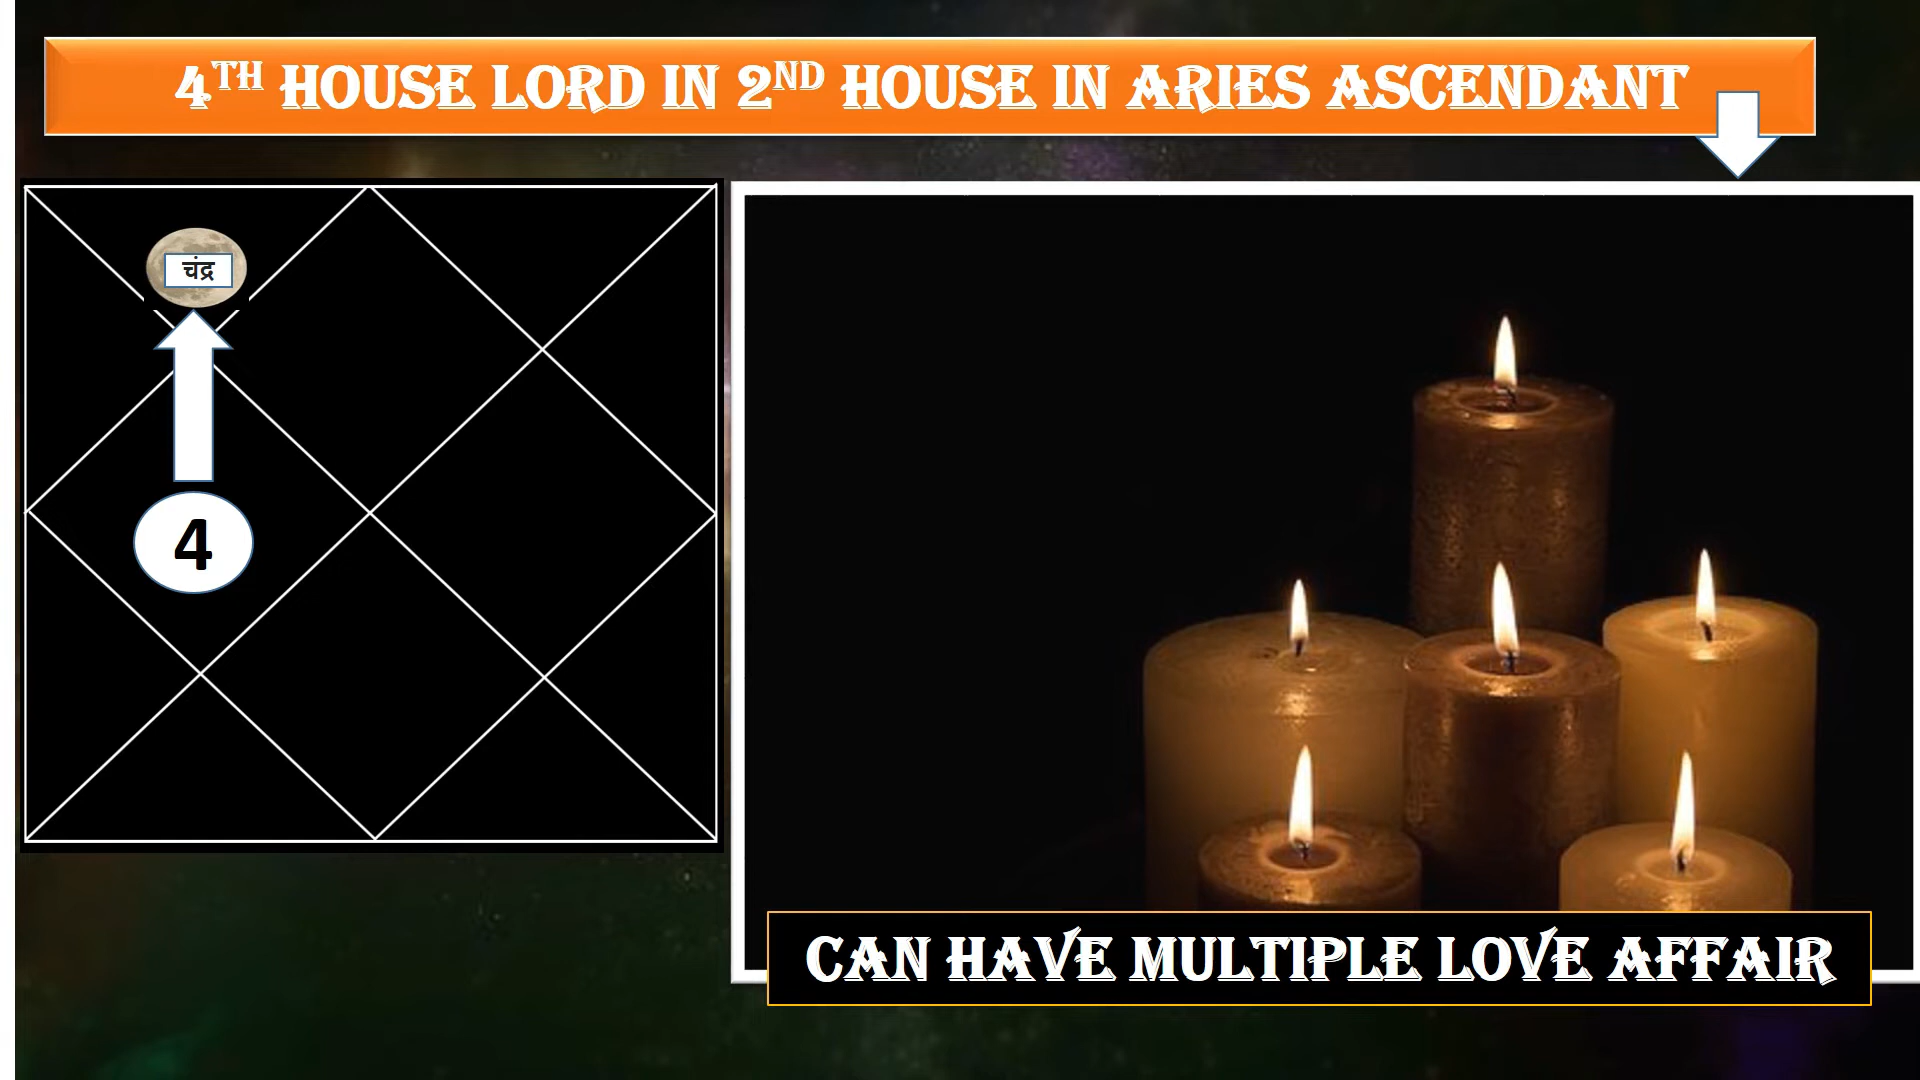 4TH HOUSE LORD IN 2ND HOUSE IN ARIES ASCENDANT
चंद्र
4
CAN HAVE MULTIPLE LOVE AFFAIR